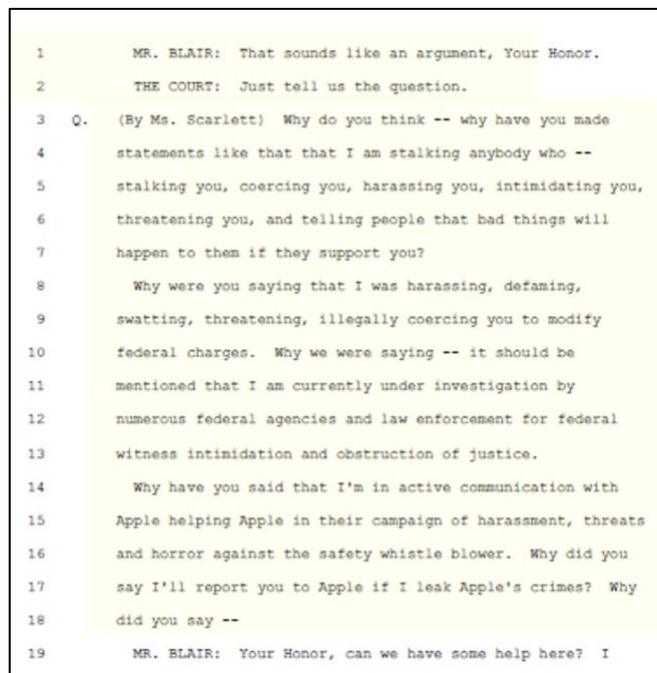 1 MR. BLAIR: That sounds like an argument, Your Honor.
2 THE COURT: Just tell us the question.
3 Q. (By Ms. Scarlett) Why do you think -- why have you made
4 statements like that that I am stalking anybody who --
5 stalking you, coercing you, harassing you, intimidating you,
6 threatening you, and telling people that bad things will
7 happen to them if they support you?
8 Why were you saying that I was harassing, defaming,
9 swatting, threatening, illegally coercing you to modify
10 federal charges. Why we were saying -- it should be
11 mentioned that I am currently under investigation by
12 numerous federal agencies and law enforcement for federal
13 witness intimidation and obstruction of justice.
14 Why have you said that I'm in active communication with
15 Apple helping Apple in their campaign of harassment, threats
16 and horror against the safety whistle blower. Why did you
17 say I'll report you to Apple if I leak Apple's crimes? Why
18 did you say --
19 MR. BLAIR: Your Honor, can we have some help here? I